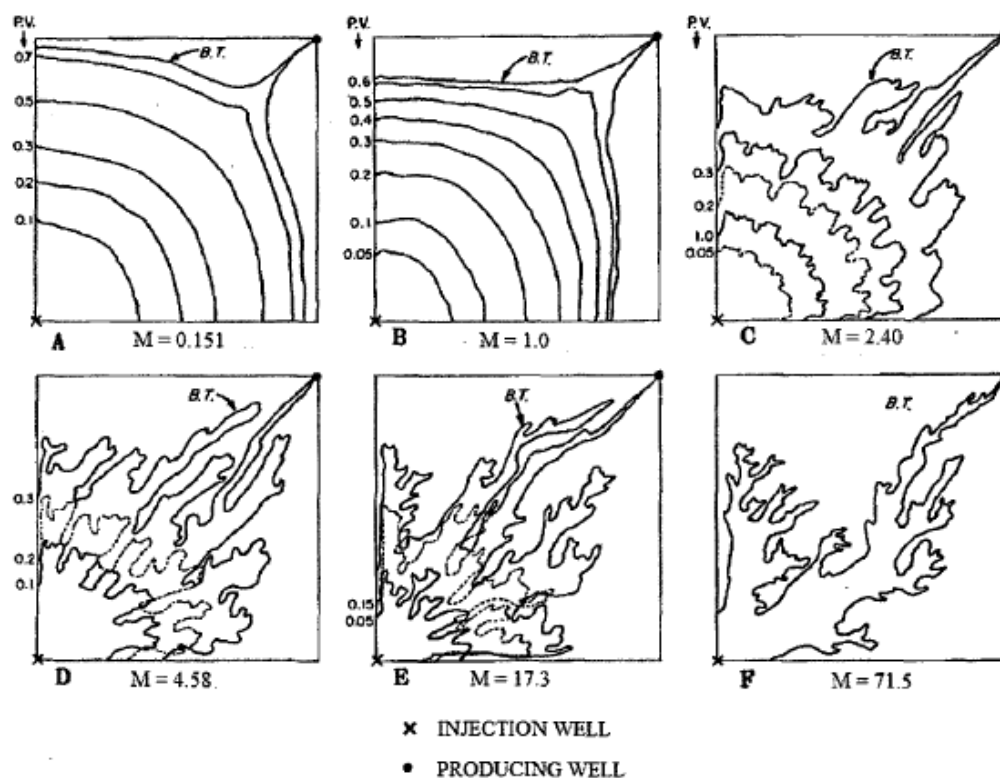 P.V.
0.7
0.5
0.3
0.2
0.1
B.T.
A
M = 0.151
P.V.
0.6
0.5
0.4
0.3
0.2
0.1
0.05
B.T.
B
M = 1.0
P.V.
0.3
0.2
1.0
0.05
B.T.
C
M = 2.40
0.3
0.2
0.1
B.T.
D
M = 4.58
0.15
0.05
B.T.
E
M = 17.3
B.T.
F
M = 71.5
× INJECTION WELL
• PRODUCING WELL